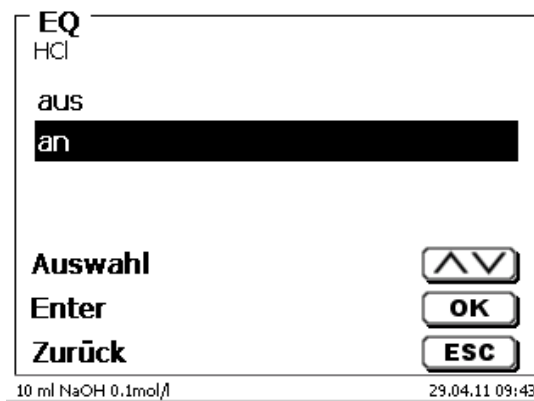 EQ
HCl
aus
an
Auswahl
Enter OK
Zurück ESC
10 ml NaOH 0.1mol/l 29.04.11 09:43